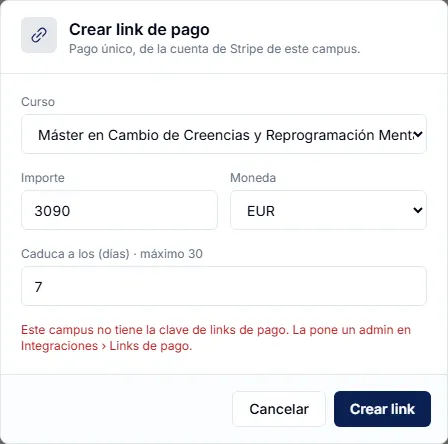 Crear link de pago
Pago único, de la cuenta de Stripe de este campus.
Curso
Máster en Cambio de Creencias y Reprogramación Ment
Importe
Moneda
3090
EUR
Caduca a los (días) · máximo 30
7
Este campus no tiene la clave de links de pago. La pone un admin en
Integraciones › Links de pago.
Cancelar
Crear link